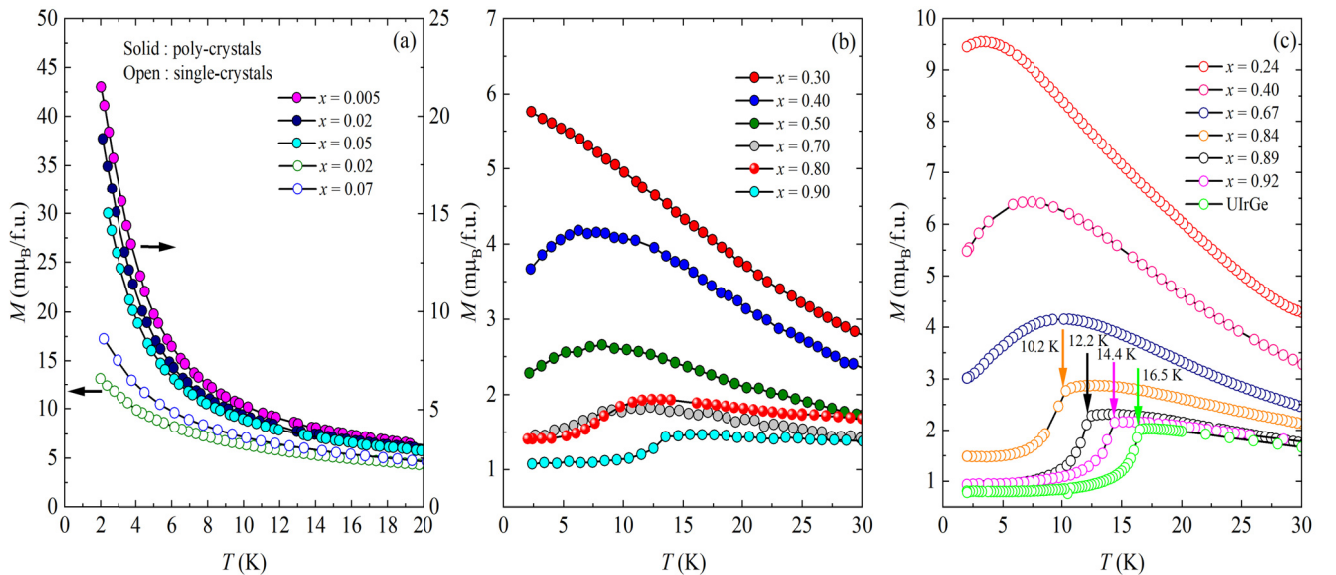 (a)
Solid : poly-crystals
Open : single-crystals
x = 0.005
x = 0.02
x = 0.05
x = 0.02
x = 0.07
M (mμB/f.u.)
50
45
40
35
30
25
20
15
10
5
0
25
20
15
10
5
0
0 2 4 6 8 10 12 14 16 18 20
T (K)
(b)
x = 0.30
x = 0.40
x = 0.50
x = 0.70
x = 0.80
x = 0.90
M (mμB/f.u.)
7
6
5
4
3
2
1
0 5 10 15 20 25 30
T (K)
(c)
x = 0.24
x = 0.40
x = 0.67
x = 0.84
x = 0.89
x = 0.92
UIrGe
10.2 K
12.2 K
14.4 K
16.5 K
M (mμB/f.u.)
10
9
8
7
6
5
4
3
2
1
0 5 10 15 20 25 30
T (K)